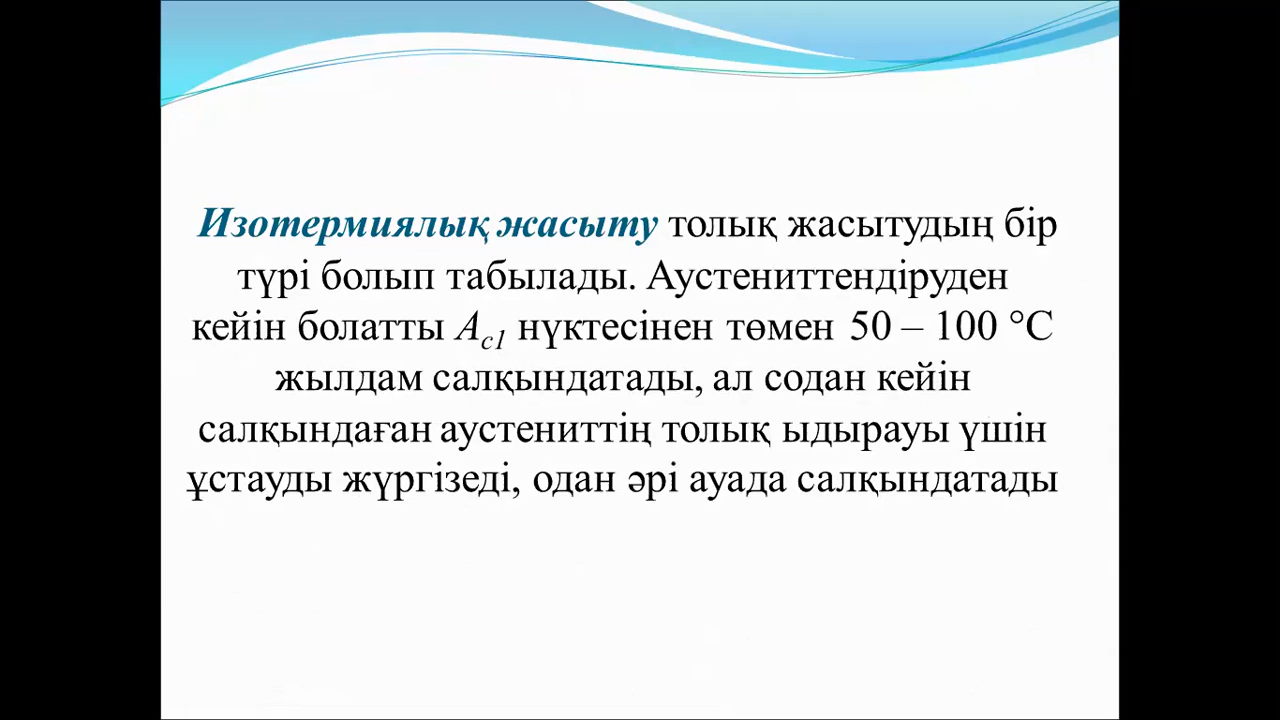 Изотермиялық жасыту толық жасытудың бір
түрі болып табылады. Аустениттендіруден
кейін болатты Ас1 нүктесінен төмен 50 – 100 °С
жылдам салқындатады, ал содан кейін
салқындаған аустениттің толық ыдырауы үшін
ұстауды жүргізеді, одан әрі ауада салқындатады